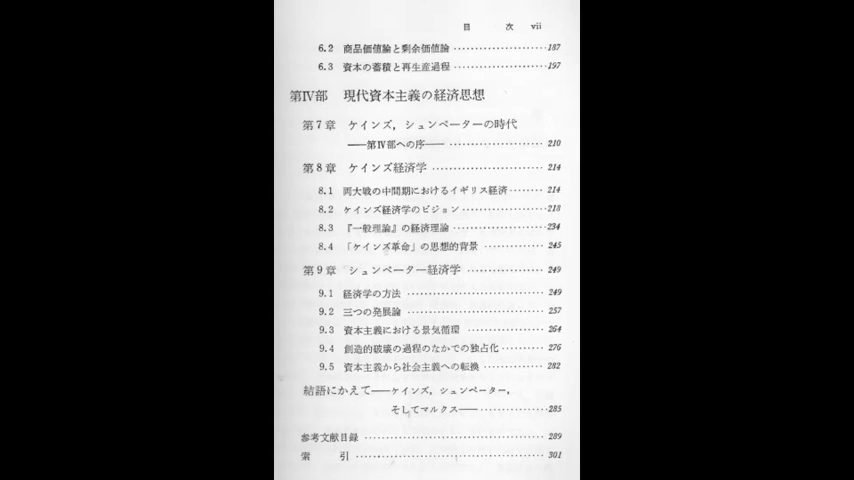 目 次 vii
6.2 商品価値論と剰余価値論 ······················187
6.3 資本の蓄積と再生産過程 ······················197
第Ⅳ部 現代資本主義の経済思想
第7章 ケインズ，シュンペーターの時代
——第Ⅳ部への序—— ······················ 210
第8章 ケインズ経済学 ·························· 214
8.1 両大戦の中間期におけるイギリス経済 ········ 214
8.2 ケインズ経済学のビジョン ···················· 218
8.3 『一般理論』の経済理論 ······················ 234
8.4 「ケインズ革命」の思想的背景 ·············· 245
第9章 シュンペーター経済学 ·················· 249
9.1 経済学の方法 ································ 249
9.2 三つの発展論 ································ 257
9.3 資本主義における景気循環 ·················· 264
9.4 創造的破壊の過程のなかでの独占化 ·········· 276
9.5 資本主義から社会主義への転換 ·············· 282
結語にかえて——ケインズ，シュンペーター，
そしてマルクス—— ················285
参考文献目録 ·········································· 289
索 引 ············································ 301